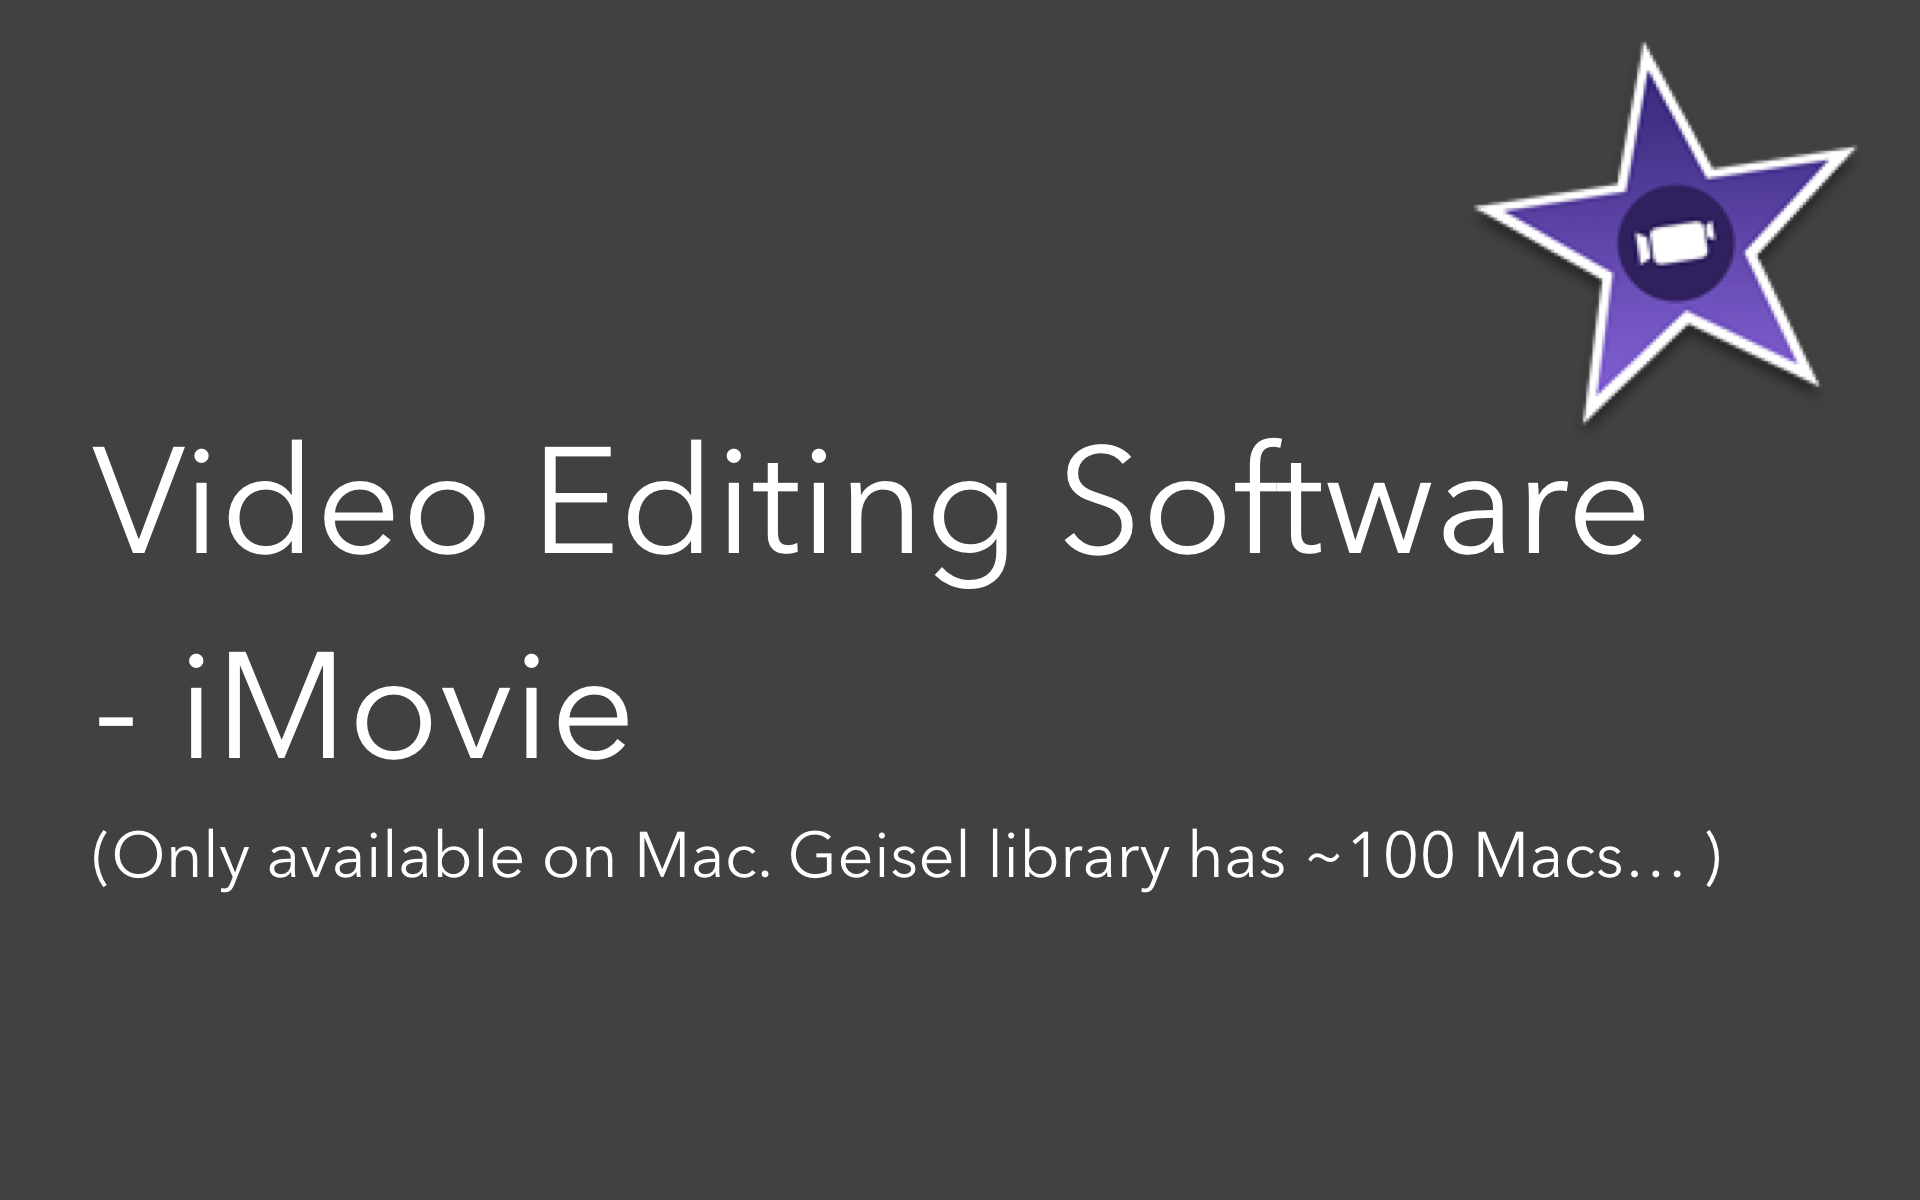 Video Editing Software
- iMovie
(Only available on Mac. Geisel library has ~100 Macs… )